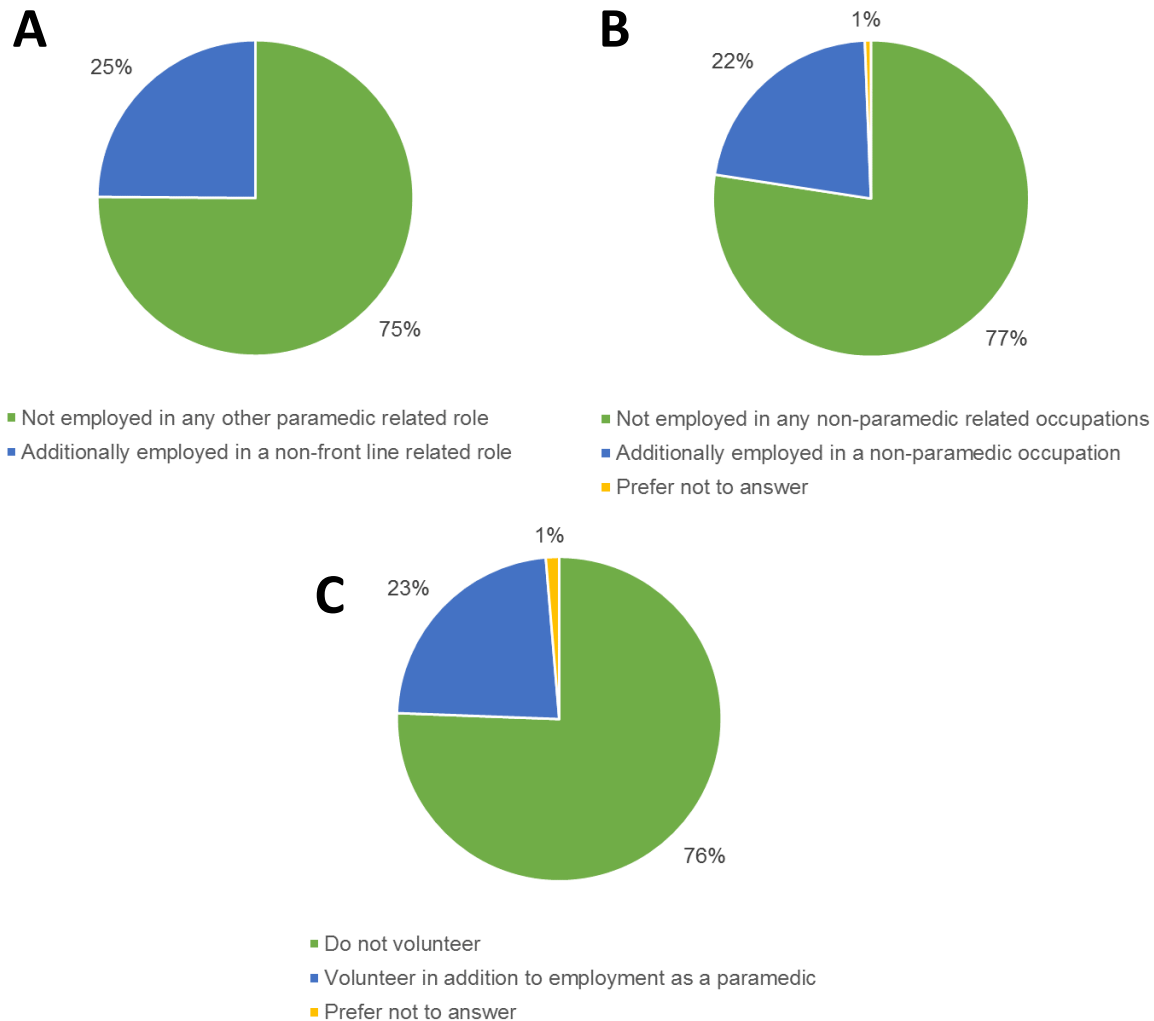 A
25%
75%
Not employed in any other paramedic related role
Additionally employed in a non-front line related role
B
1%
22%
77%
Not employed in any non-paramedic related occupations
Additionally employed in a non-paramedic occupation
Prefer not to answer
C
1%
23%
76%
Do not volunteer
Volunteer in addition to employment as a paramedic
Prefer not to answer